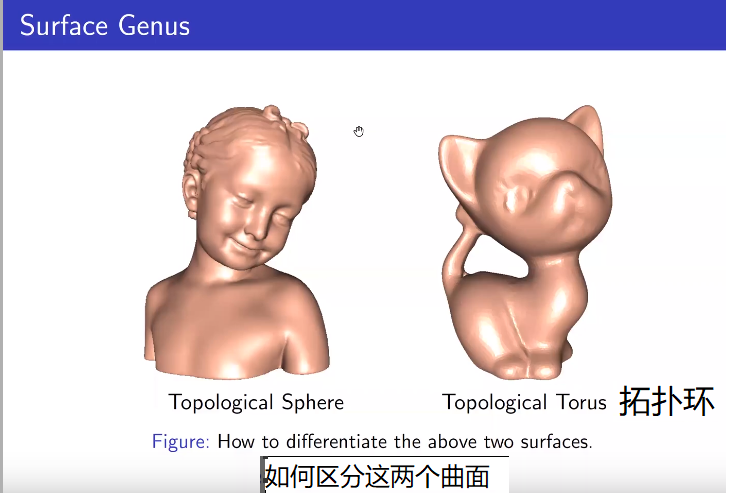 Surface Genus
Topological Sphere
Topological Torus 拓扑环
Figure: How to differentiate the above two surfaces.
如何区分这两个曲面